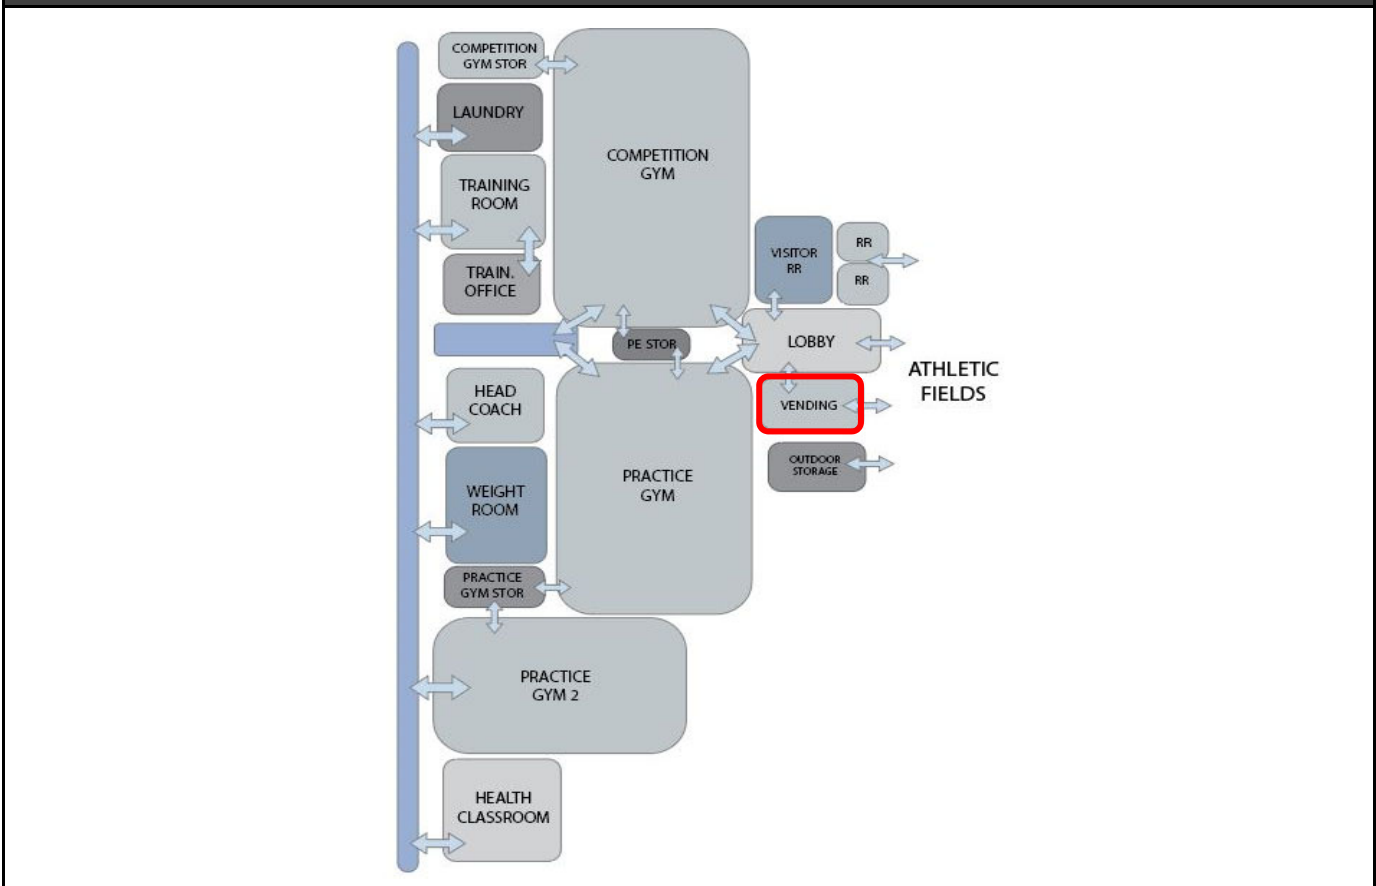 COMPETITION
GYM STOR
LAUNDRY
TRAINING
ROOM
TRAIN.
OFFICE
COMPETITION
GYM
VISITOR
RR
RR
RR
PE STOR
LOBBY
ATHLETIC
FIELDS
VENDING
OUTDOOR
STORAGE
HEAD
COACH
WEIGHT
ROOM
PRACTICE
GYM
PRACTICE
GYM STOR
PRACTICE
GYM 2
HEALTH
CLASSROOM